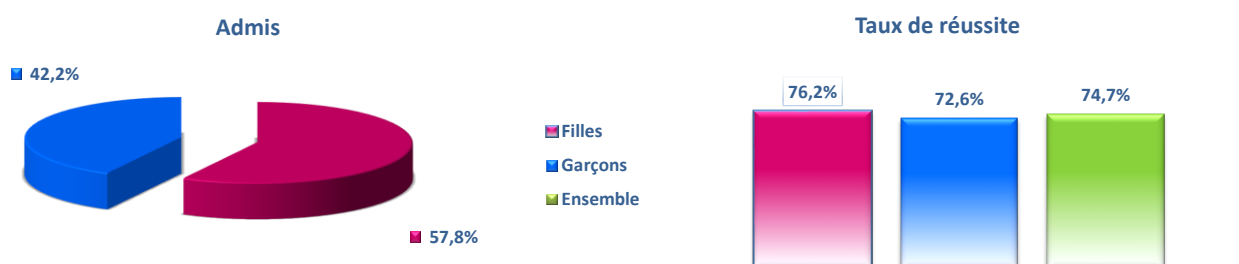 Admis
42,2%
57,8%
Filles
Garçons
Ensemble
Taux de réussite
76,2%
72,6%
74,7%